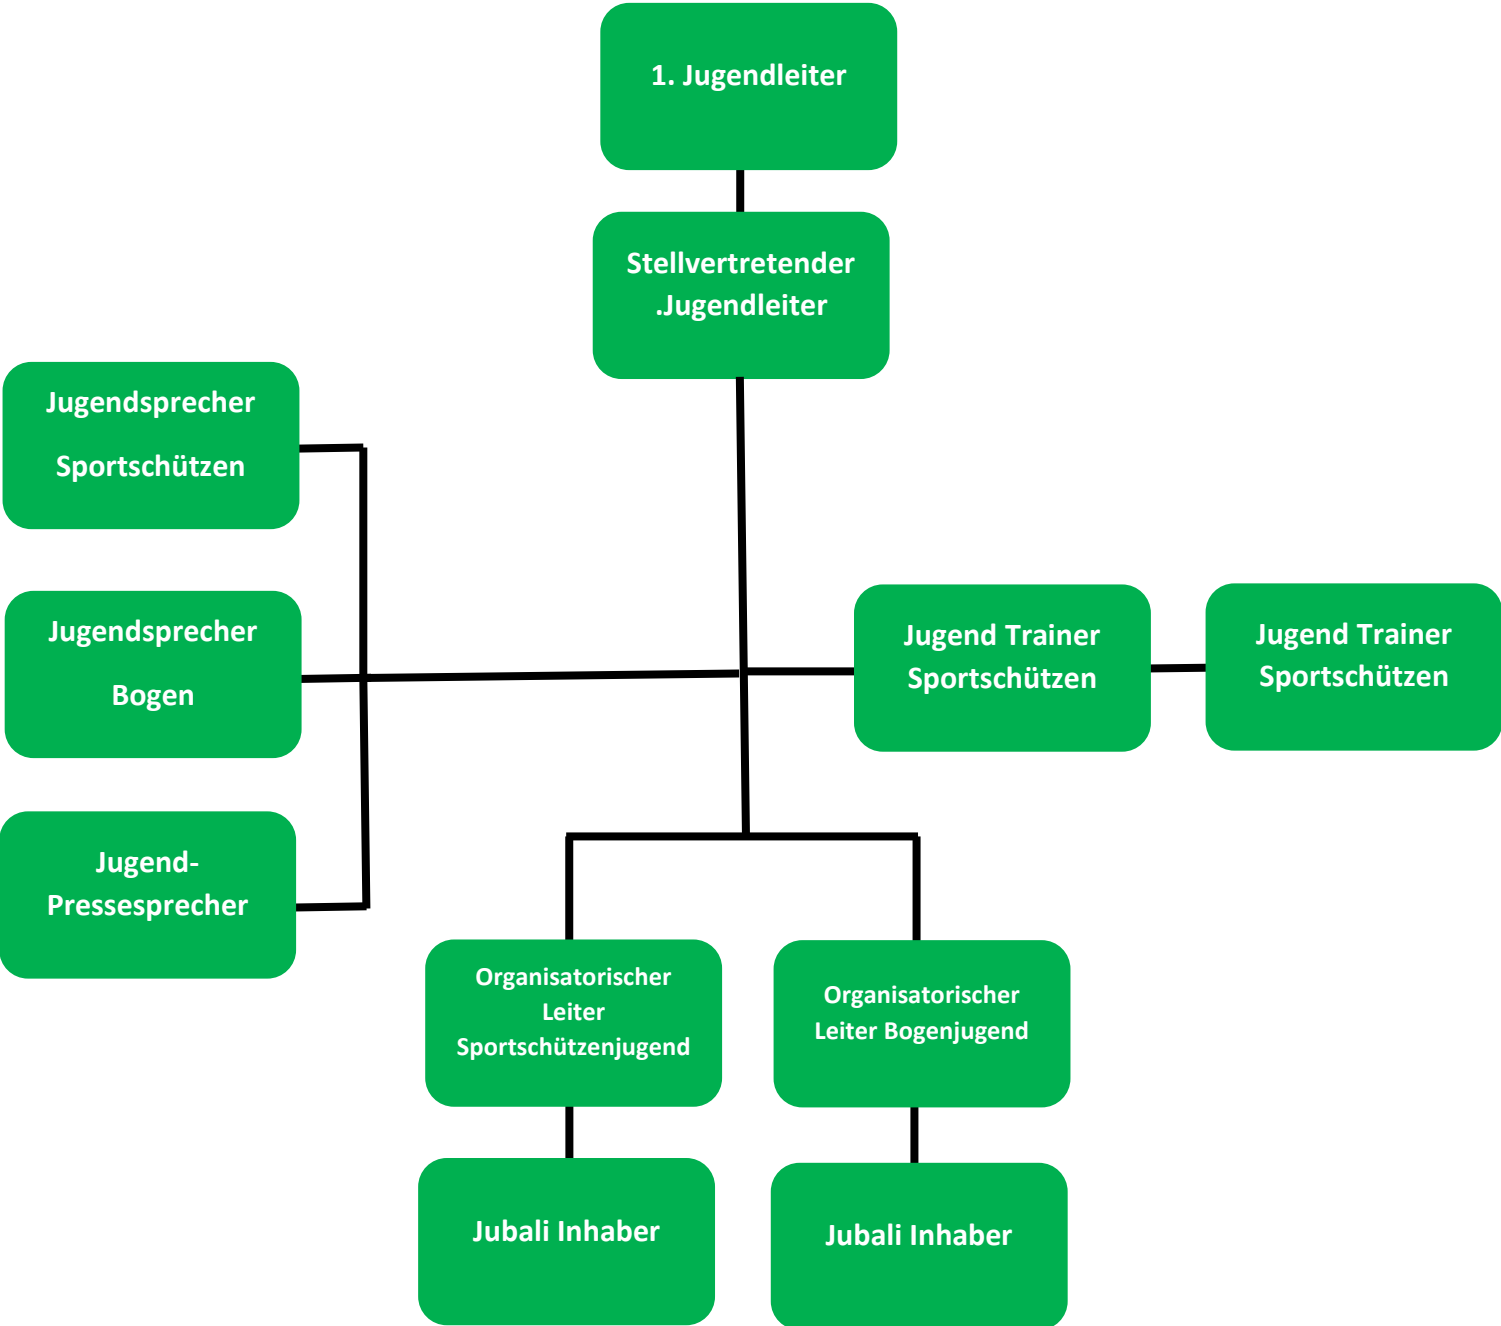 1. Jugendleiter
Stellvertretender
.Jugendleiter
Jugendsprecher
Sportschützen
Jugendsprecher
Bogen
Jugend Trainer
Sportschützen
Jugend Trainer
Sportschützen
Jugend-
Pressesprecher
Organisatorischer
Leiter
Sportschützenjugend
Organisatorischer
Leiter Bogenjugend
Jubali Inhaber
Jubali Inhaber